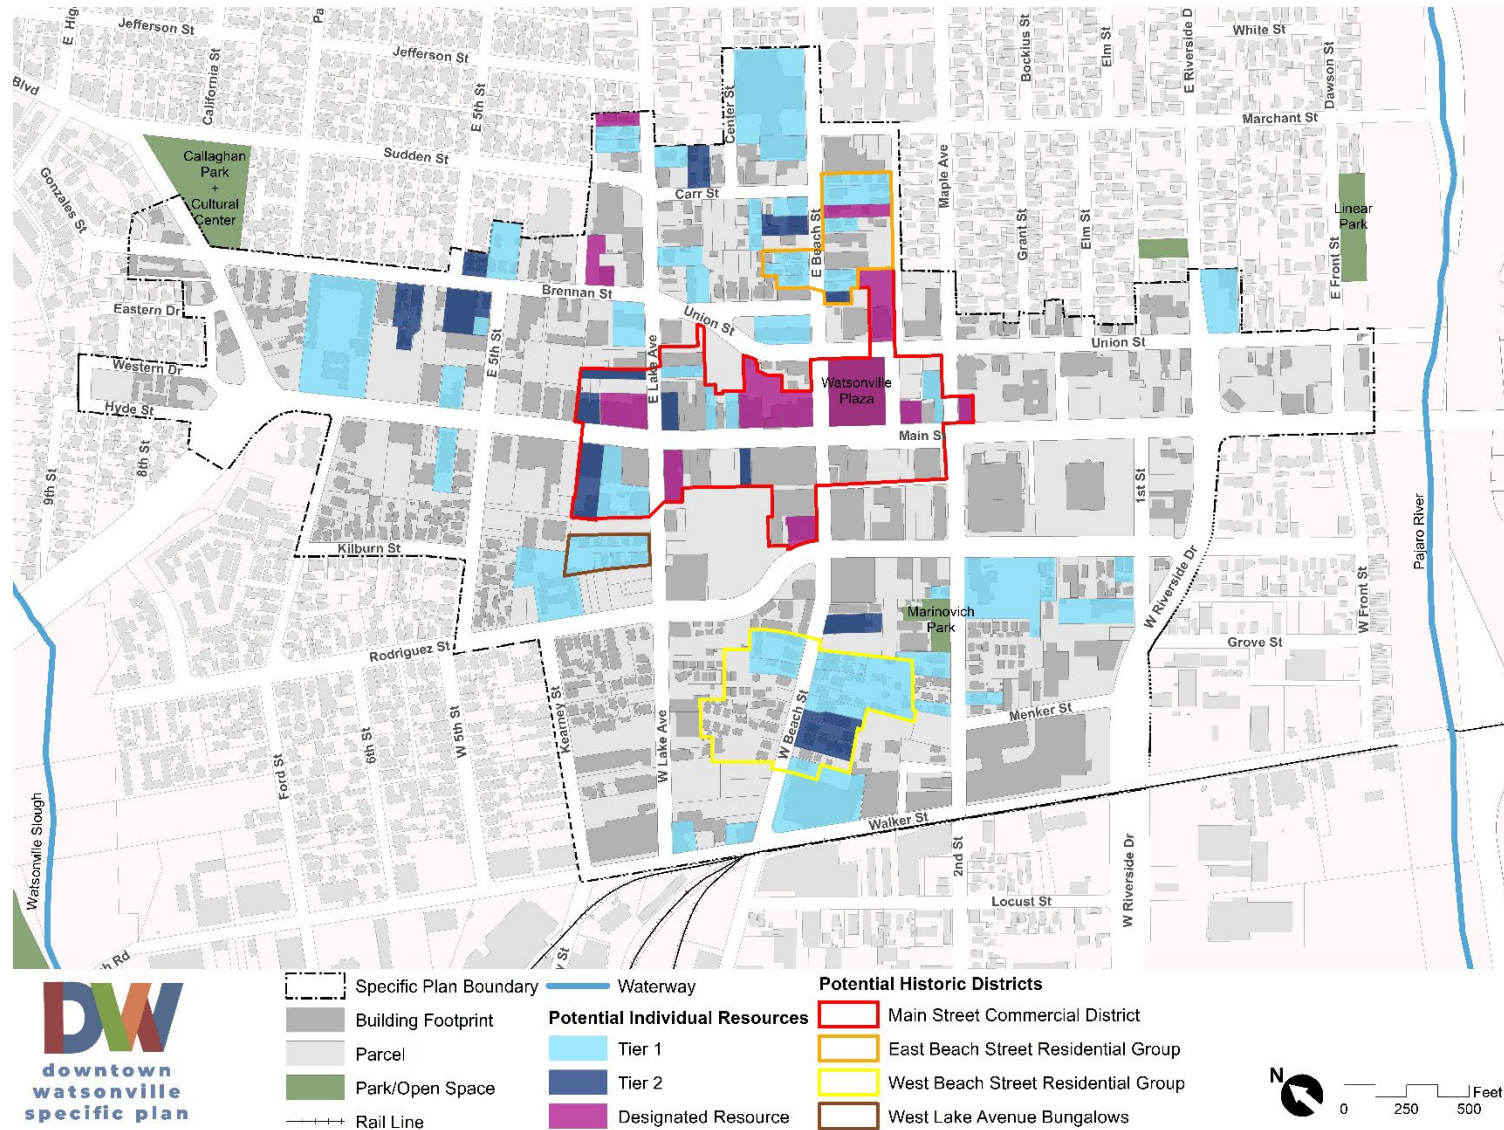 E High
Jefferson St
Pa
Jefferson St
Center St
Bockius St
Elm St
E Riverside D
White St
Dawson St
Blvd
California St
E 5th St
Marchant St
Sudden St
Callaghan
Park
+
Cultural
Center
Gonzales St
Carr St
Maple Ave
Grant St
Elm St
Linear
Park
E Beach St
E Front St
Brennan St
Eastern Dr
Union St
Union St
E 5th St
E Lake Ave
Western Dr
Watsonville
Plaza
Hyde St
Main St
9th St
8th St
1st St
Pajaro River
Kilburn St
W Riverside Dr
W Front St
Marinovich
Park
Rodriguez St
Grove St
Kearney St
W Beach St
Menker St
W 5th St
6th St
W Lake Ave
Ford St
Watsonville Slough
Walker St
2nd St
W Riverside Dr
Locust St
h Rd
y St
DW
downtown
watsonville
specific plan
Specific Plan Boundary
Building Footprint
Parcel
Park/Open Space
Rail Line
Waterway
Potential Individual Resources
Tier 1
Tier 2
Designated Resource
Potential Historic Districts
Main Street Commercial District
East Beach Street Residential Group
West Beach Street Residential Group
West Lake Avenue Bungalows
N
Feet
0 250 500